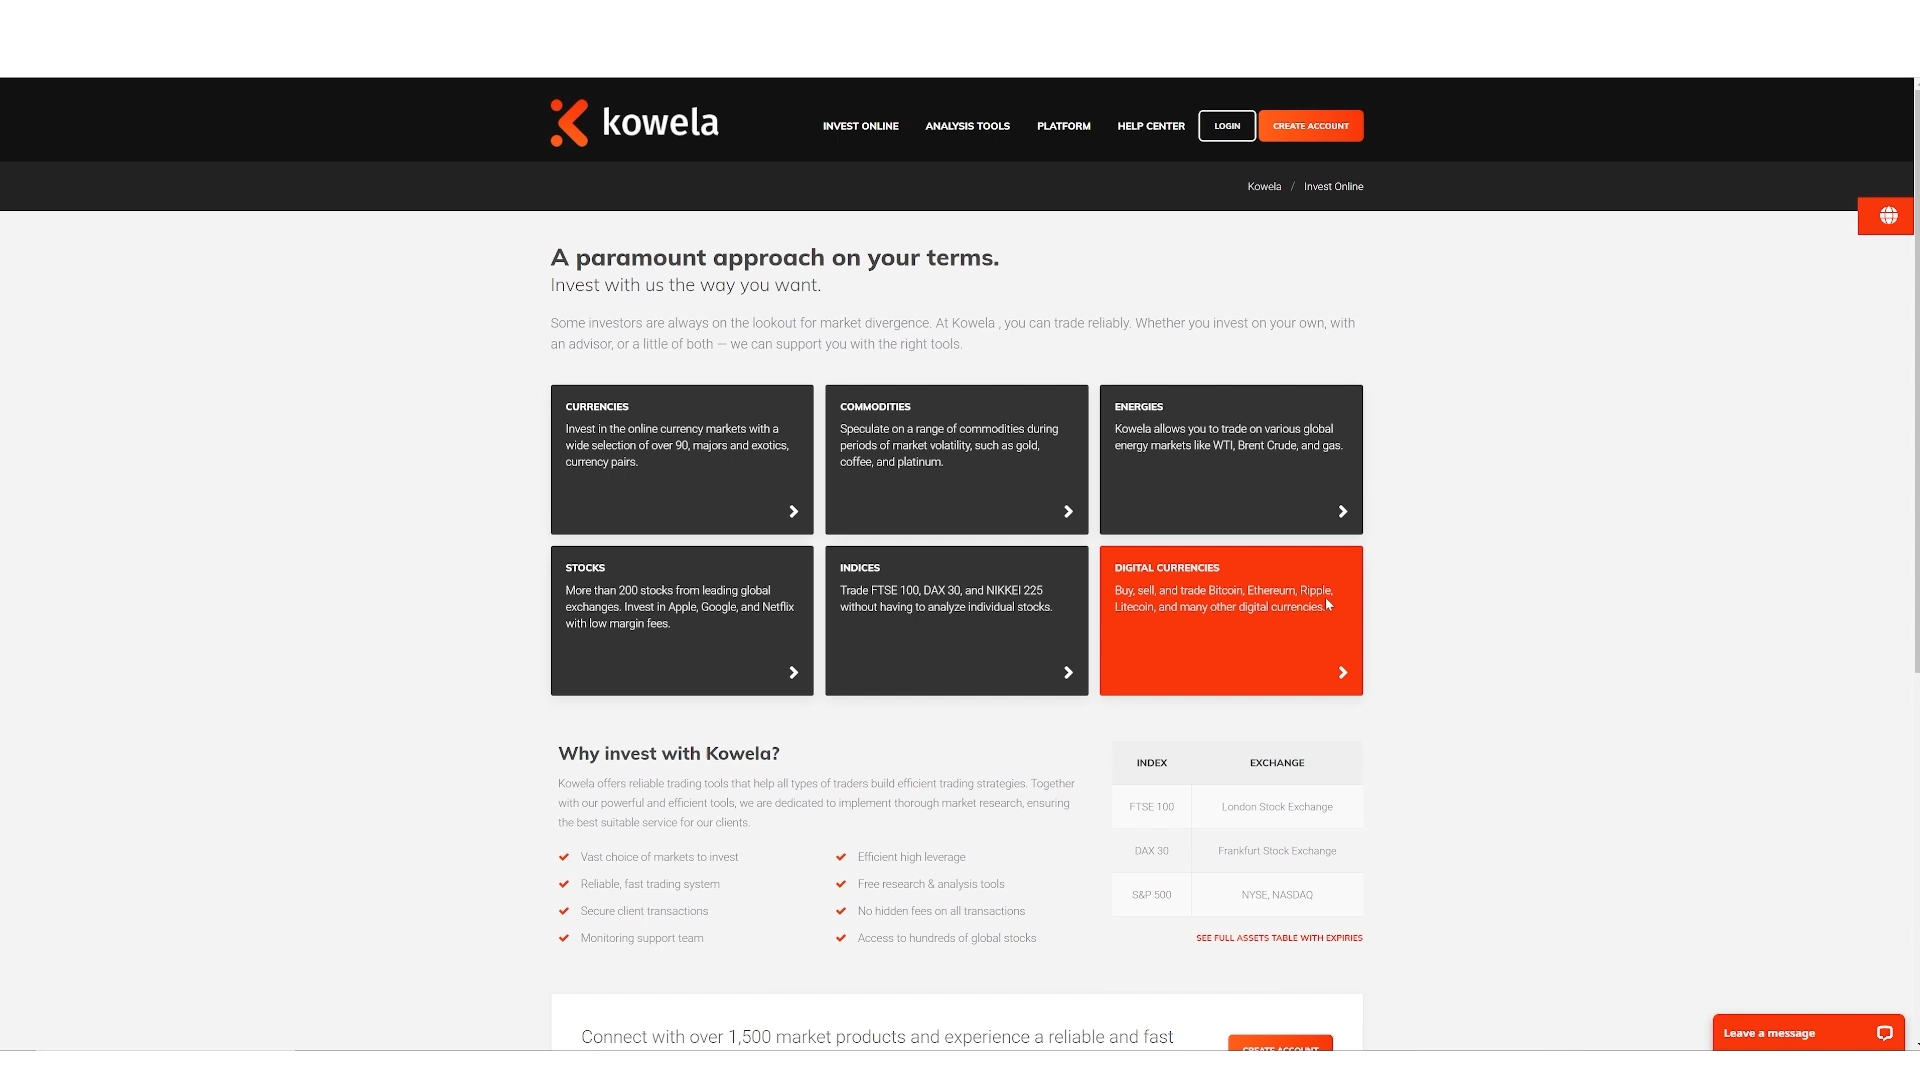 kowela
INVEST ONLINE
ANALYSIS TOOLS
PLATFORM
HELP CENTER
LOGIN
CREATE ACCOUNT
Kowela / Invest Online
A paramount approach on your terms.
Invest with us the way you want.
Some investors are always on the lookout for market divergence. At Kowela , you can trade reliably. Whether you invest on your own, with
an advisor, or a little of both — we can support you with the right tools.
CURRENCIES
Invest in the online currency markets with a
wide selection of over 90, majors and exotics,
currency pairs.
COMMODITIES
Speculate on a range of commodities during
periods of market volatility, such as gold,
coffee, and platinum.
ENERGIES
Kowela allows you to trade on various global
energy markets like WTI, Brent Crude, and gas.
STOCKS
More than 200 stocks from leading global
exchanges. Invest in Apple, Google, and Netflix
with low margin fees.
INDICES
Trade FTSE 100, DAX 30, and NIKKEI 225
without having to analyze individual stocks.
DIGITAL CURRENCIES
Buy, sell, and trade Bitcoin, Ethereum, Ripple,
Litecoin, and many other digital currencies.
Why invest with Kowela?
Kowela offers reliable trading tools that help all types of traders build efficient trading strategies. Together
with our powerful and efficient tools, we are dedicated to implement thorough market research, ensuring
the best suitable service for our clients.
Vast choice of markets to invest
Reliable, fast trading system
Secure client transactions
Monitoring support team
Efficient high leverage
Free research & analysis tools
No hidden fees on all transactions
Access to hundreds of global stocks
INDEX EXCHANGE
FTSE 100 London Stock Exchange
DAX 30 Frankfurt Stock Exchange
S&P 500 NYSE, NASDAQ
SEE FULL ASSETS TABLE WITH EXPIRIES
Connect with over 1,500 market products and experience a reliable and fast
CREATE ACCOUNT
Leave a message